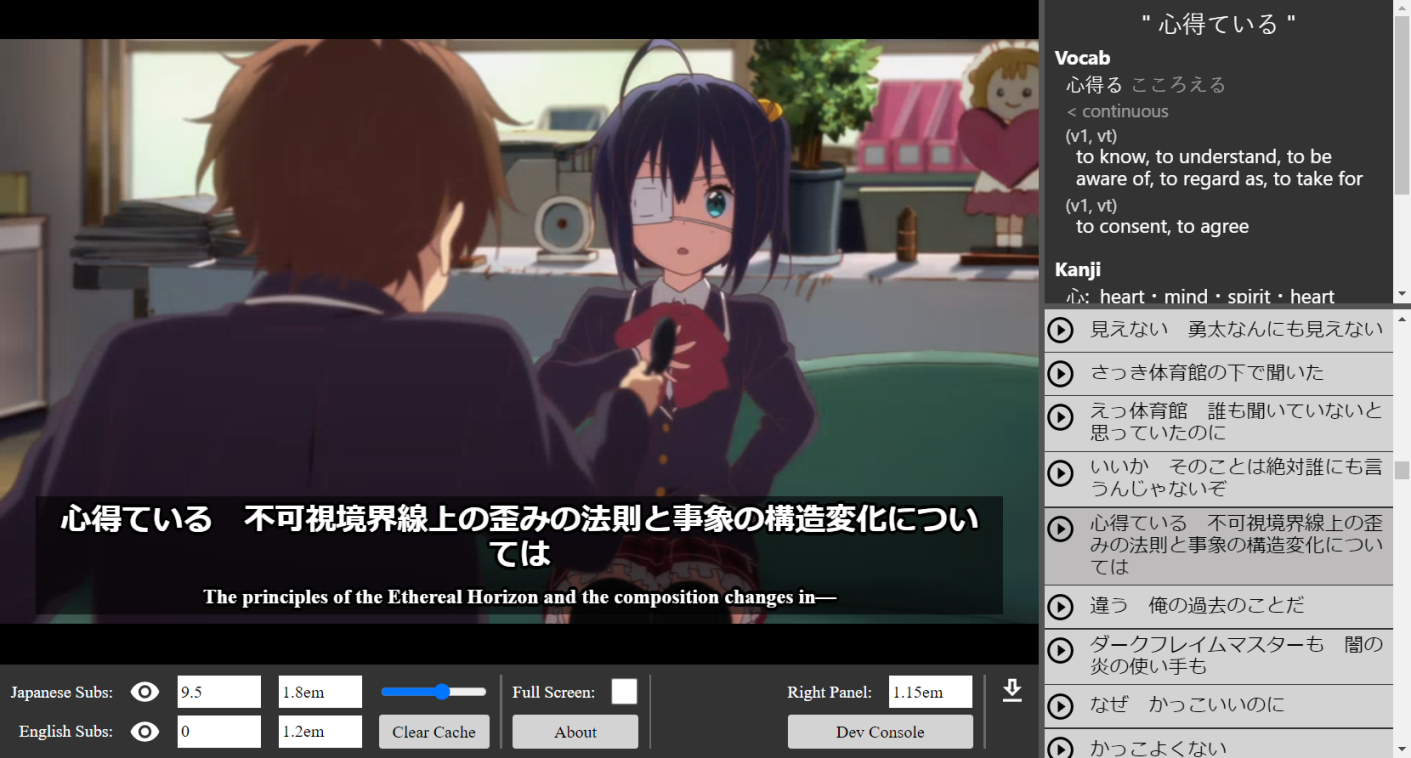 心得ている　不可視境界線上の歪みの法則と事象の構造変化につい
ては
The principles of the Ethereal Horizon and the composition changes in—
Japanese Subs: 9.5 1.8em Full Screen: Right Panel: 1.15em
English Subs: 0 1.2em Clear Cache About Dev Console
" 心得ている "
Vocab
心得る こころえる
< continuous
(v1, vt)
to know, to understand, to be
aware of, to regard as, to take for
(v1, vt)
to consent, to agree
Kanji
心: heart・mind・spirit・heart
見えない　勇太なんにも見えない
さっき体育館の下で聞いた
えっ体育館　誰も聞いていないと
思っていたのに
いいか　そのことは絶対誰にも言
うんじゃないぞ
心得ている　不可視境界線上の歪
みの法則と事象の構造変化につい
ては
違う　俺の過去のことだ
ダークフレイムマスターも　闇の
炎の使い手も
なぜ　かっこいいのに
かっこよくない